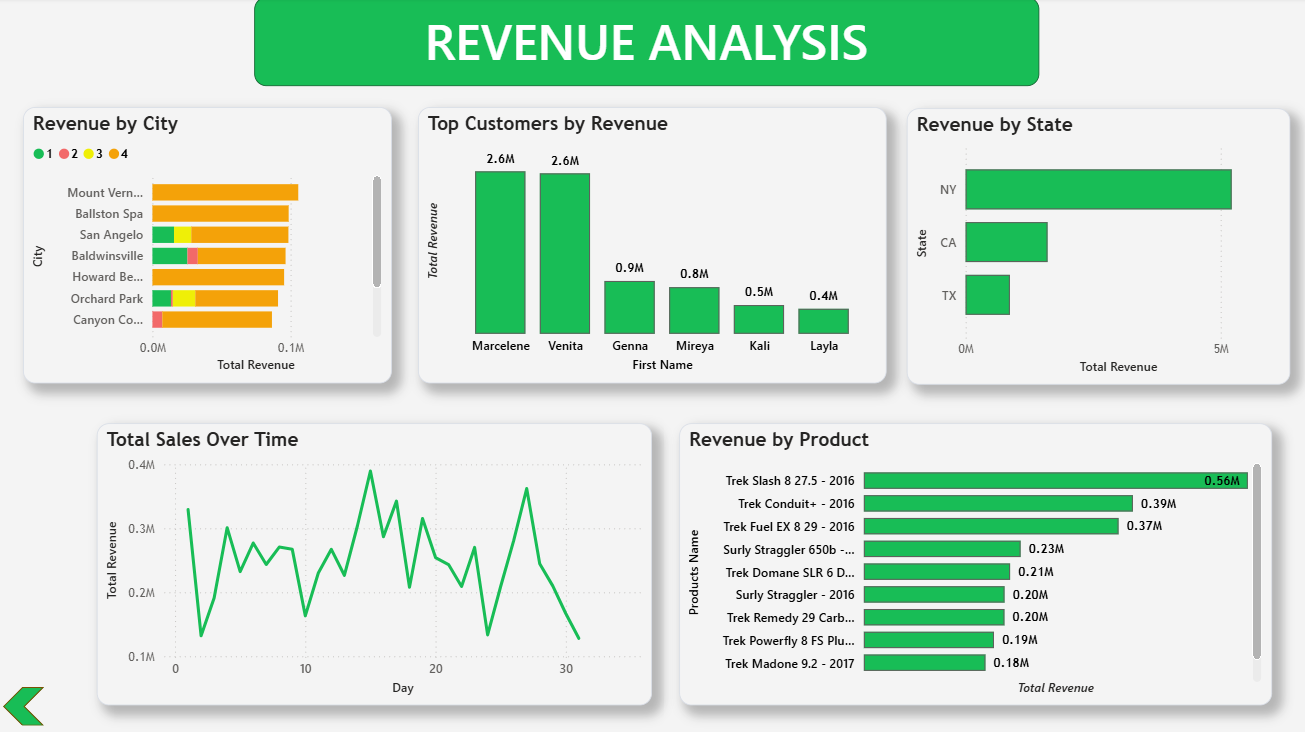 REVENUE ANALYSIS
Revenue by City
1 2 3 4
City
Mount Vern...
Ballston Spa
San Angelo
Baldwinsville
Howard Be...
Orchard Park
Canyon Co...
0.0M 0.1M
Total Revenue
Top Customers by Revenue
Total Revenue
2.6M 2.6M 0.9M 0.8M 0.5M 0.4M
Marcelene Venita Genna Mireya Kali Layla
First Name
Revenue by State
State
NY
CA
TX
0M 5M
Total Revenue
Total Sales Over Time
Total Revenue
0.4M
0.3M
0.2M
0.1M
0 10 20 30
Day
Revenue by Product
Products Name
Trek Slash 8 27.5 - 2016 0.56M
Trek Conduit+ - 2016 0.39M
Trek Fuel EX 8 29 - 2016 0.37M
Surly Straggler 650b -... 0.23M
Trek Domane SLR 6 D... 0.21M
Surly Straggler - 2016 0.20M
Trek Remedy 29 Carb... 0.20M
Trek Powerfly 8 FS Plu... 0.19M
Trek Madone 9.2 - 2017 0.18M
Total Revenue